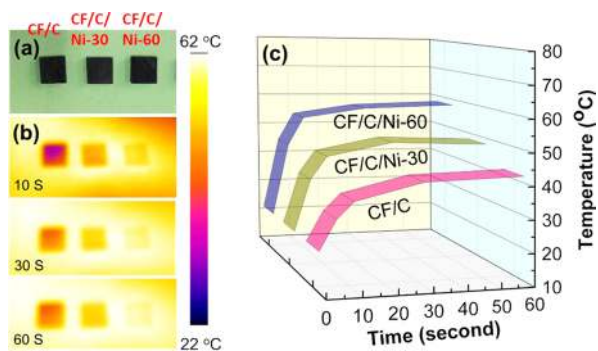 CF/C CF/C/ CF/C/
Ni-30 Ni-60
(a)
62 °C
(b)
10 S
30 S
60 S
22 °C
(c)
CF/C/Ni-60
CF/C/Ni-30
CF/C
80
70
60
50
40
30
20
10
Temperature (°C)
0 10 20 30 40 50 60
Time (second)